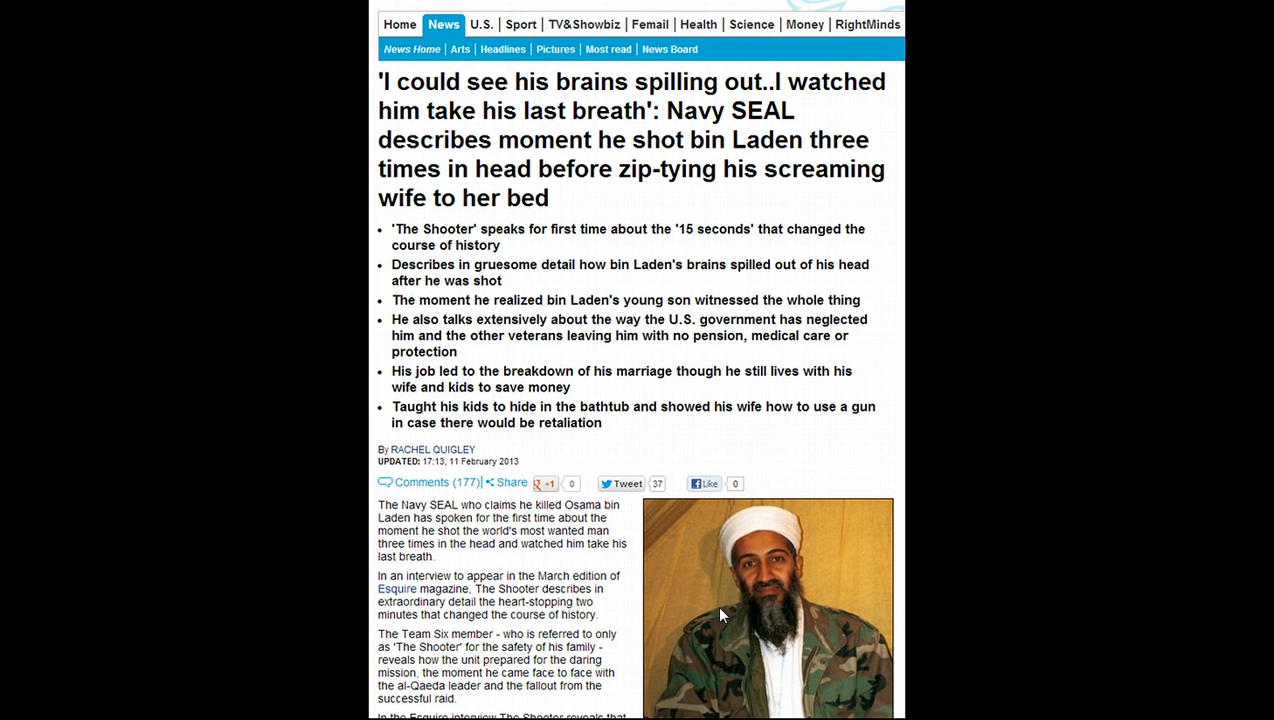 Home News U.S. Sport TV&Showbiz Femail Health Science Money RightMinds
News Home Arts Headlines Pictures Most read News Board
'I could see his brains spilling out..I watched
him take his last breath': Navy SEAL
describes moment he shot bin Laden three
times in head before zip-tying his screaming
wife to her bed
'The Shooter' speaks for first time about the '15 seconds' that changed the
course of history
Describes in gruesome detail how bin Laden's brains spilled out of his head
after he was shot
The moment he realized bin Laden's young son witnessed the whole thing
He also talks extensively about the way the U.S. government has neglected
him and the other veterans leaving him with no pension, medical care or
protection
His job led to the breakdown of his marriage though he still lives with his
wife and kids to save money
Taught his kids to hide in the bathtub and showed his wife how to use a gun
in case there would be retaliation
By RACHEL QUIGLEY
UPDATED: 17:13, 11 February 2013
Comments (177) Share +1 0 Tweet 37 Like 0
The Navy SEAL who claims he killed Osama bin
Laden has spoken for the first time about the
moment he shot the world's most wanted man
three times in the head and watched him take his
last breath.
In an interview to appear in the March edition of
Esquire magazine, The Shooter describes in
extraordinary detail the heart-stopping two
minutes that changed the course of history.
The Team Six member - who is referred to only
as 'The Shooter' for the safety of his family -
reveals how the unit prepared for the daring
mission, the moment he came face to face with
the al-Qaeda leader and the fallout from the
successful raid.
In the Esquire interview The Shooter reveals that